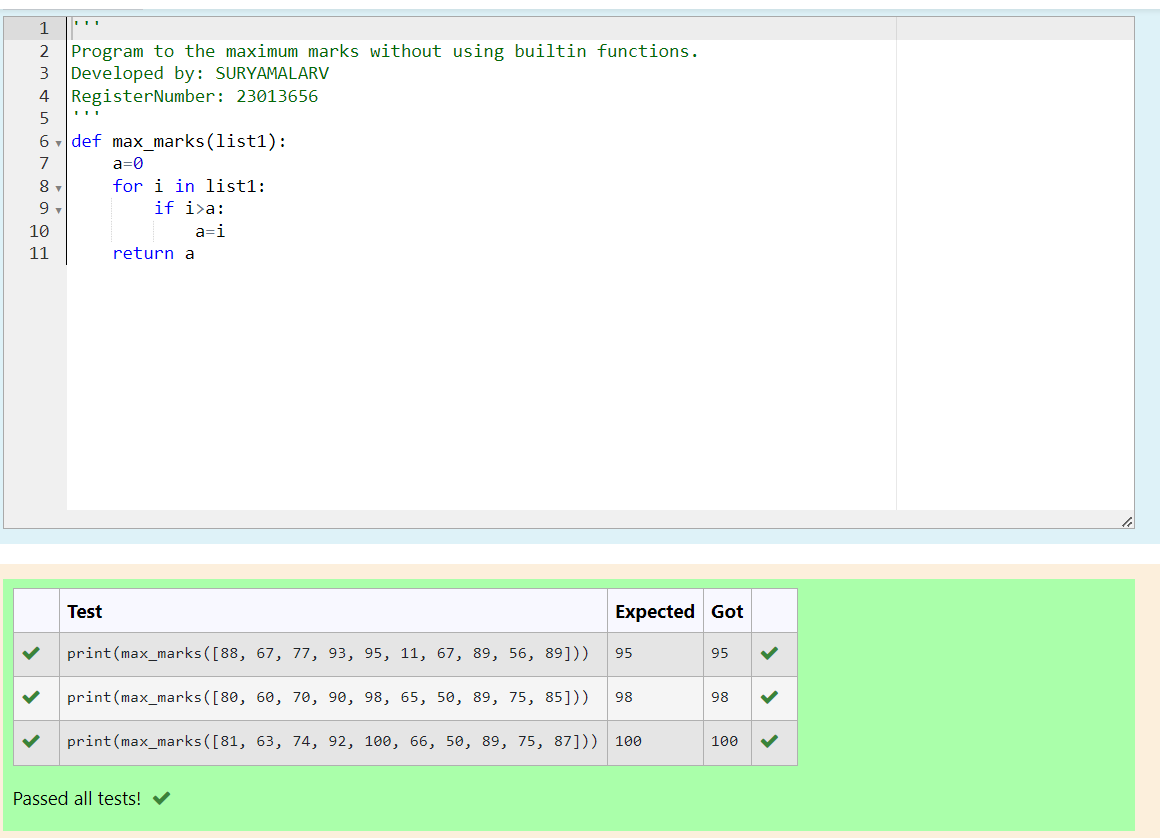 1 '''
2 Program to the maximum marks without using builtin functions.
3 Developed by: SURYAMALARV
4 RegisterNumber: 23013656
5 '''
6 def max_marks(list1):
7     a=0
8     for i in list1:
9         if i>a:
10             a=i
11     return a
Test Expected Got
print(max_marks([88, 67, 77, 93, 95, 11, 67, 89, 56, 89])) 95 95
print(max_marks([80, 60, 70, 90, 98, 65, 50, 89, 75, 85])) 98 98
print(max_marks([81, 63, 74, 92, 100, 66, 50, 89, 75, 87])) 100 100
Passed all tests!